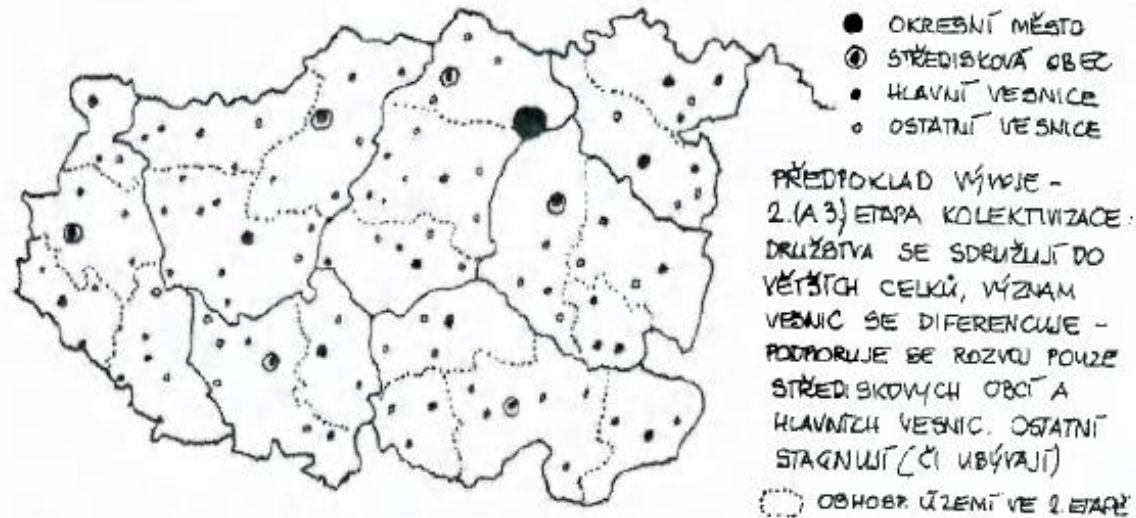 OKRESNÍ MĚSTO
STŘEDISKOVÁ OBEC
HLAVNÍ VESNICE
OSTATNÍ VESNICE
PŘEDPOKLAD VÝVOJE -
2.(A 3.) ETAPA KOLEKTIVIZACE:
DRUŽSTVA SE SDRUŽUJÍ DO
VĚTŠÍCH CELKŮ, VÝZNAM
VESNIC SE DIFERENCUJE -
PODPORUJE SE ROZVOJ POUZE
STŘEDISKOVÝCH OBCÍ A
HLAVNÍCH VESNIC. OSTATNÍ
STAGNUJÍ (ČI UBÝVAJÍ)
ÚZEMÍ VE 2. ETAPĚ